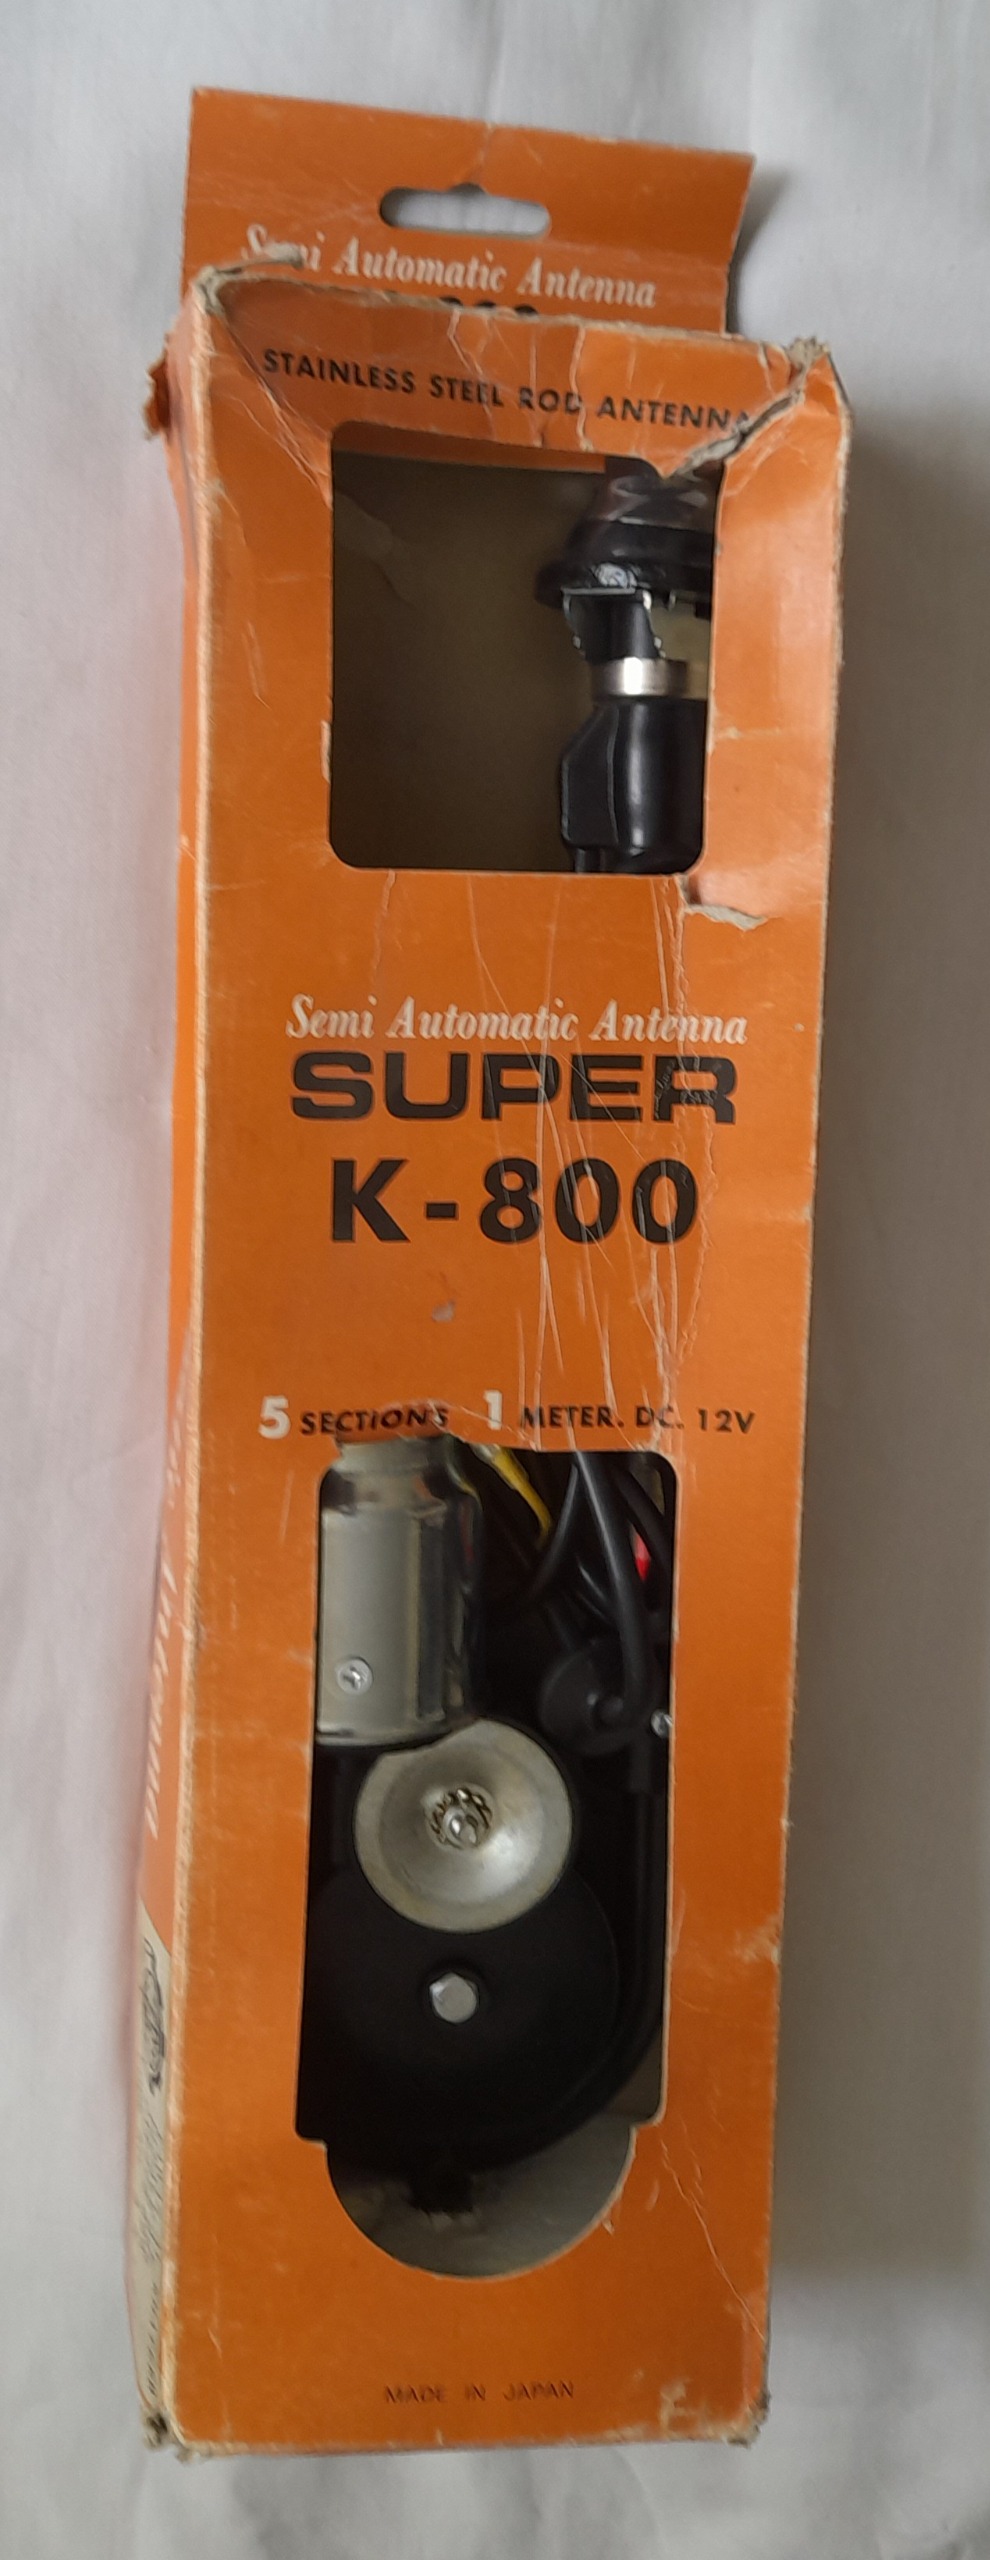 Semi Automatic Antenna
STAINLESS STEEL ROD ANTENNA
Semi Automatic Antenna
SUPER
K-800
5 SECTIONS 1 METER. DC. 12V
MADE IN JAPAN